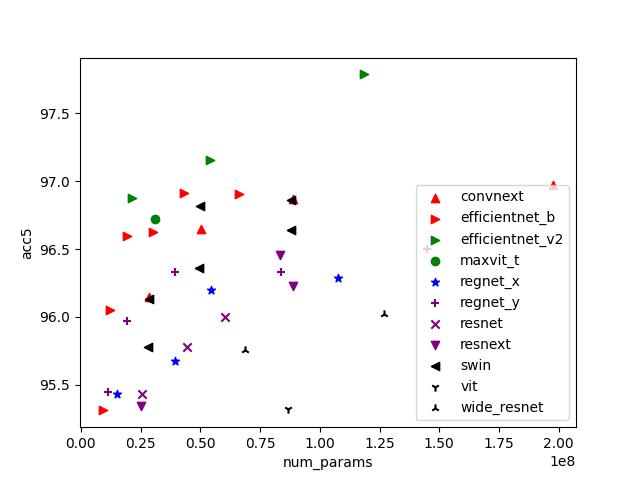 97.5
97.0
96.5
96.0
95.5
acc5
convnext
efficientnet_b
efficientnet_v2
maxvit_t
regnet_x
regnet_y
resnet
resnext
swin
vit
wide_resnet
0.00 0.25 0.50 0.75 1.00 1.25 1.50 1.75 2.00
num_params
1e8